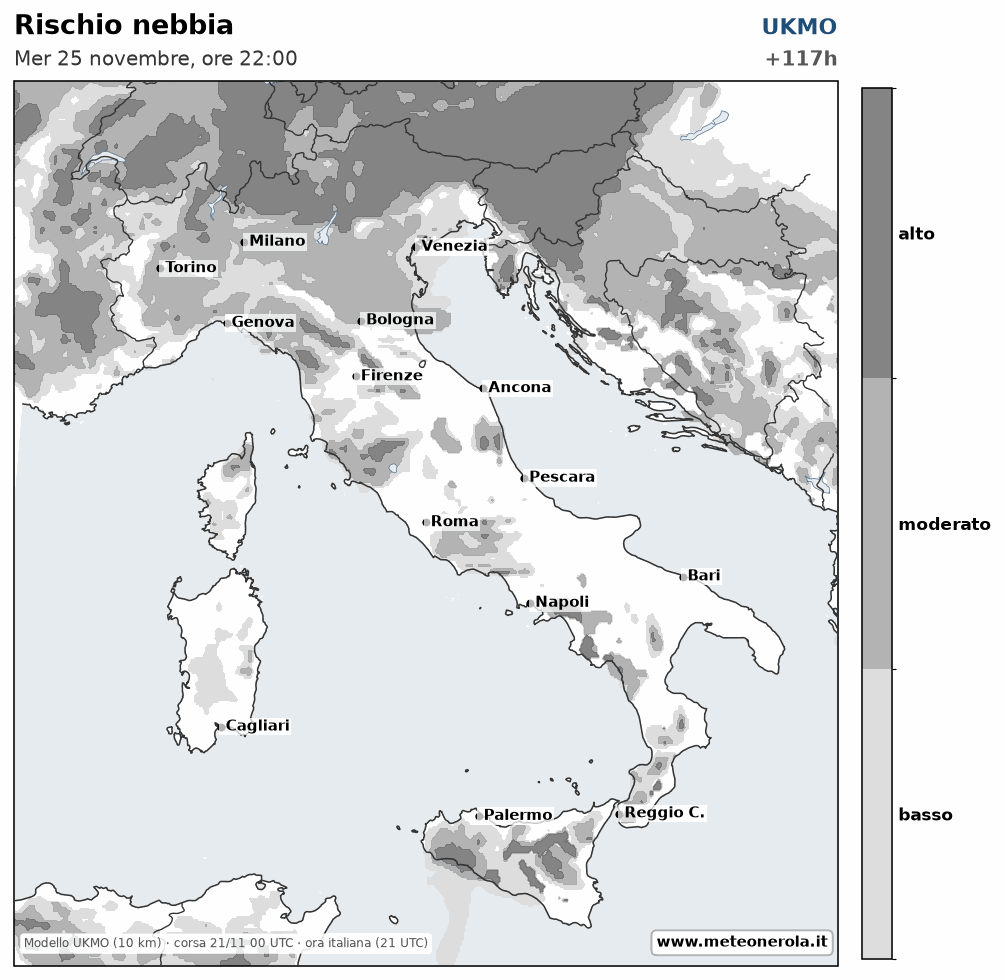 Rischio nebbia
UKMO
Mer 25 novembre, ore 22:00
+117h
alto
Milano
Venezia
Torino
Genova
Bologna
Firenze
Ancona
Pescara
Roma
moderato
Bari
Napoli
Cagliari
Palermo
Reggio C.
basso
Modello UKMO (10 km) · corsa 21/11 00 UTC · ora italiana (21 UTC)
www.meteonerola.it